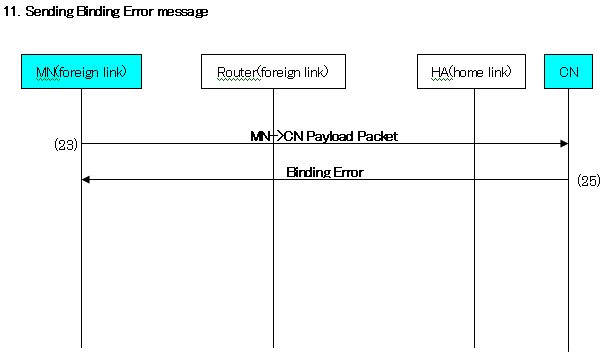 11. Sending Binding Error message
MN(foreign link)
Router(foreign link)
HA(home link)
CN
(23)
MN->CN Payload Packet
Binding Error
(25)